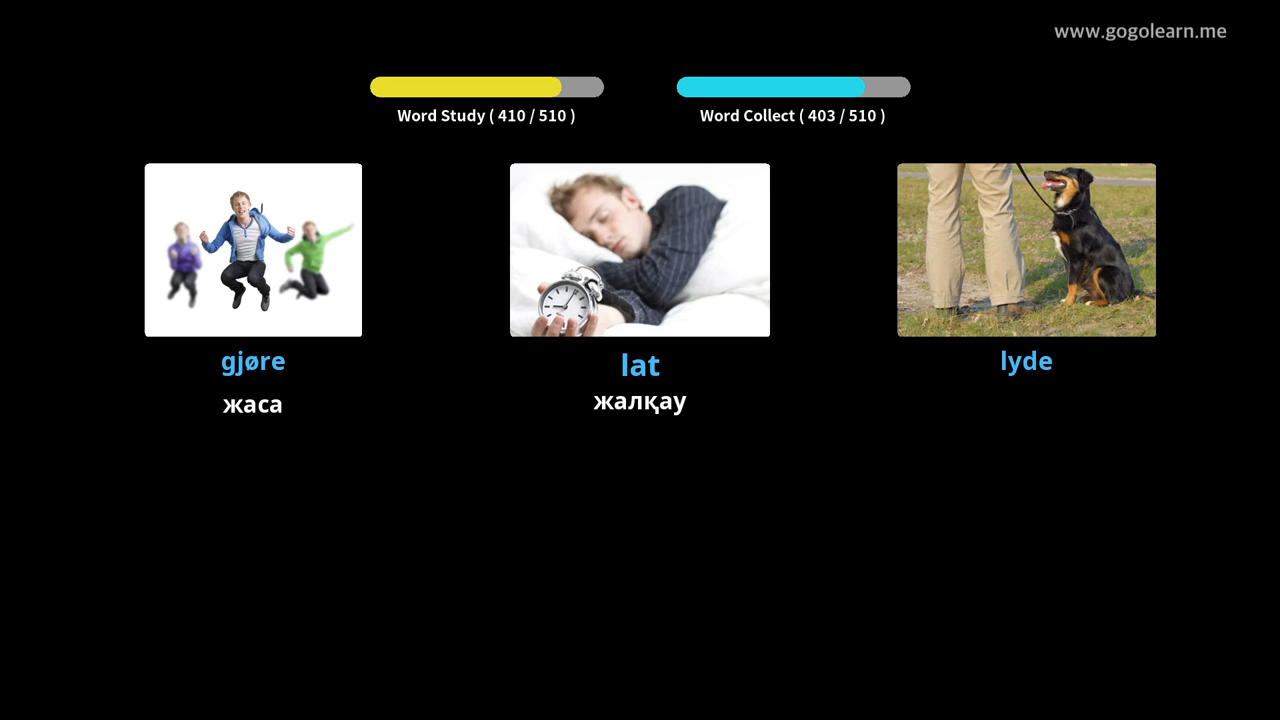 www.gogolearn.me
Word Study ( 410 / 510 )
Word Collect ( 403 / 510 )
gjøre
lat
lyde
жаса
жалқау